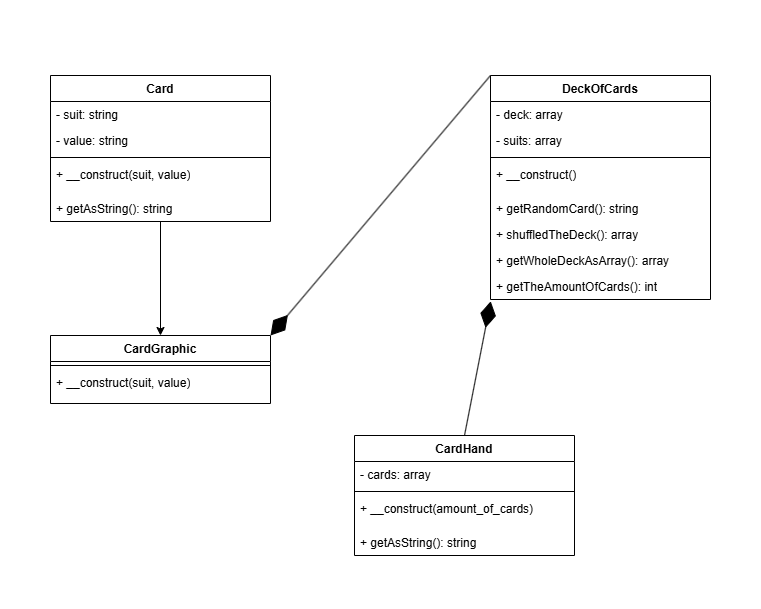 Card
- suit: string
- value: string
+ __construct(suit, value)
+ getAsString(): string
DeckOfCards
- deck: array
- suits: array
+ __construct()
+ getRandomCard(): string
+ shuffledTheDeck(): array
+ getWholeDeckAsArray(): array
+ getTheAmountOfCards(): int
CardGraphic
+ __construct(suit, value)
CardHand
- cards: array
+ __construct(amount_of_cards)
+ getAsString(): string